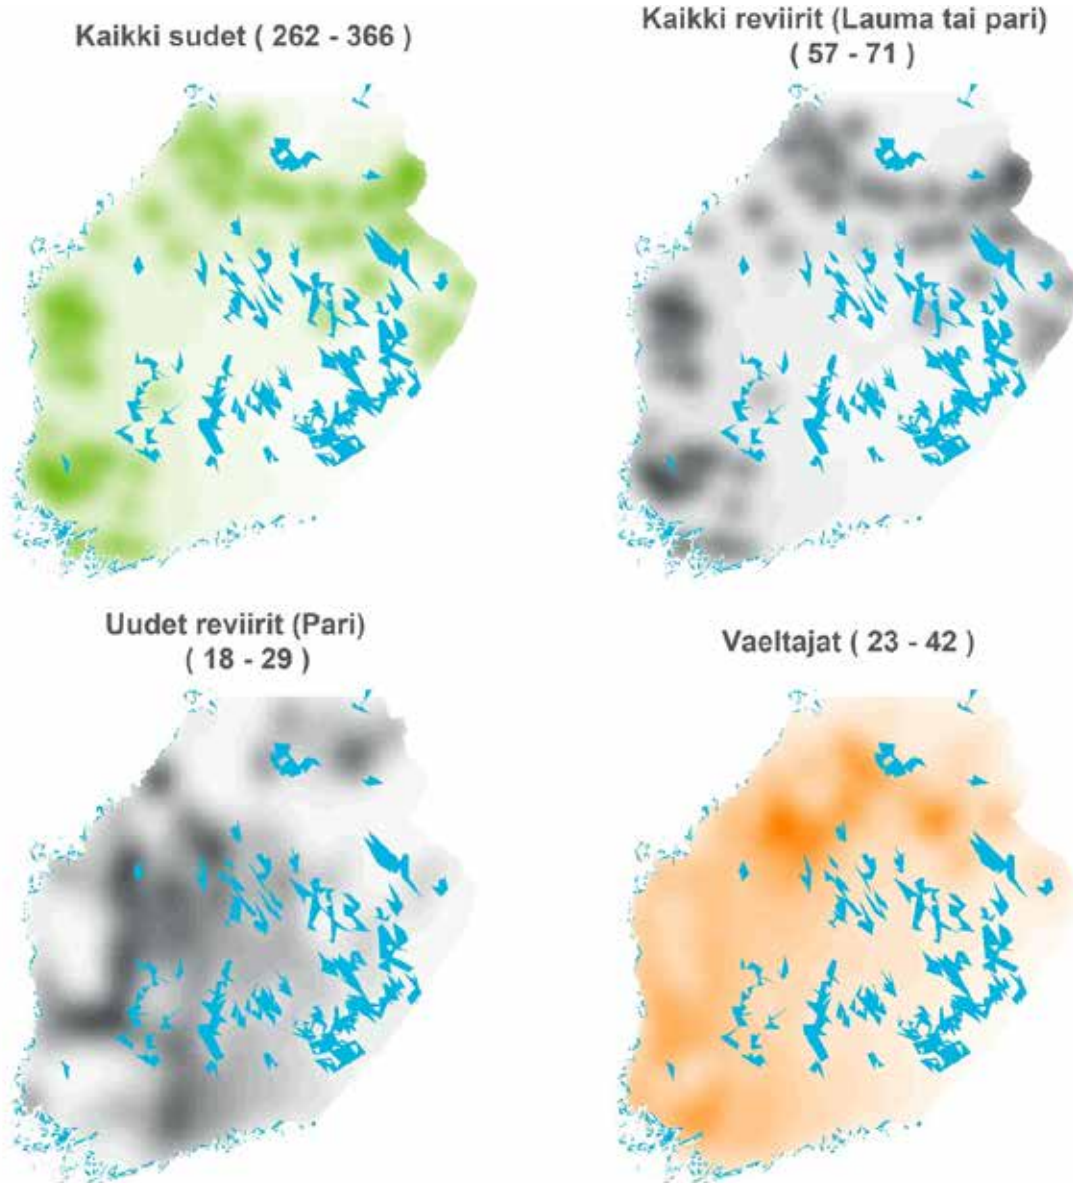 Kaikki sudet ( 262 - 366 )
Kaikki reviirit (Lauma tai pari)
( 57 - 71 )
Uudet reviirit (Pari)
( 18 - 29 )
Vaeltajat ( 23 - 42 )